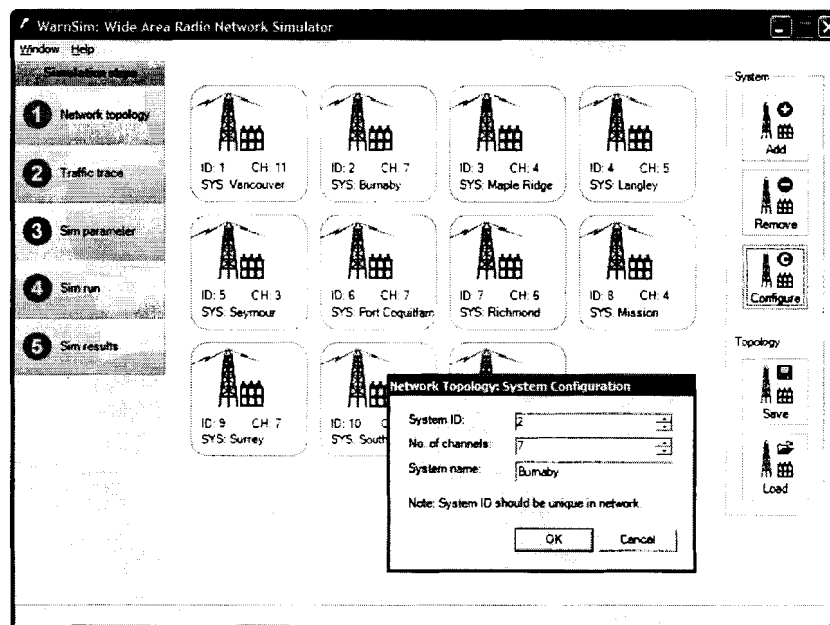 WarnSim: Wide Area Radio Network Simulator
Window Help
Simulation steps
1 Network topology
2 Traffic trace
3 Sim parameter
4 Sim run
5 Sim results
ID: 1 CH: 11
SYS: Vancouver
ID: 2 CH: 7
SYS: Burnaby
ID: 3 CH: 4
SYS: Maple Ridge
ID: 4 CH: 5
SYS: Langley
ID: 5 CH: 3
SYS: Seymour
ID: 6 CH: 7
SYS: Port Coquitlam
ID: 7 CH: 6
SYS: Richmond
ID: 8 CH: 4
SYS: Mission
ID: 9 CH: 7
SYS: Surrey
ID: 10
SYS: South
System
Add
Remove
Configure
Topology
Save
Load
Network Topology: System Configuration
System ID: 2
No. of channels: 7
System name: Burnaby
Note: System ID should be unique in network.
OK Cancel